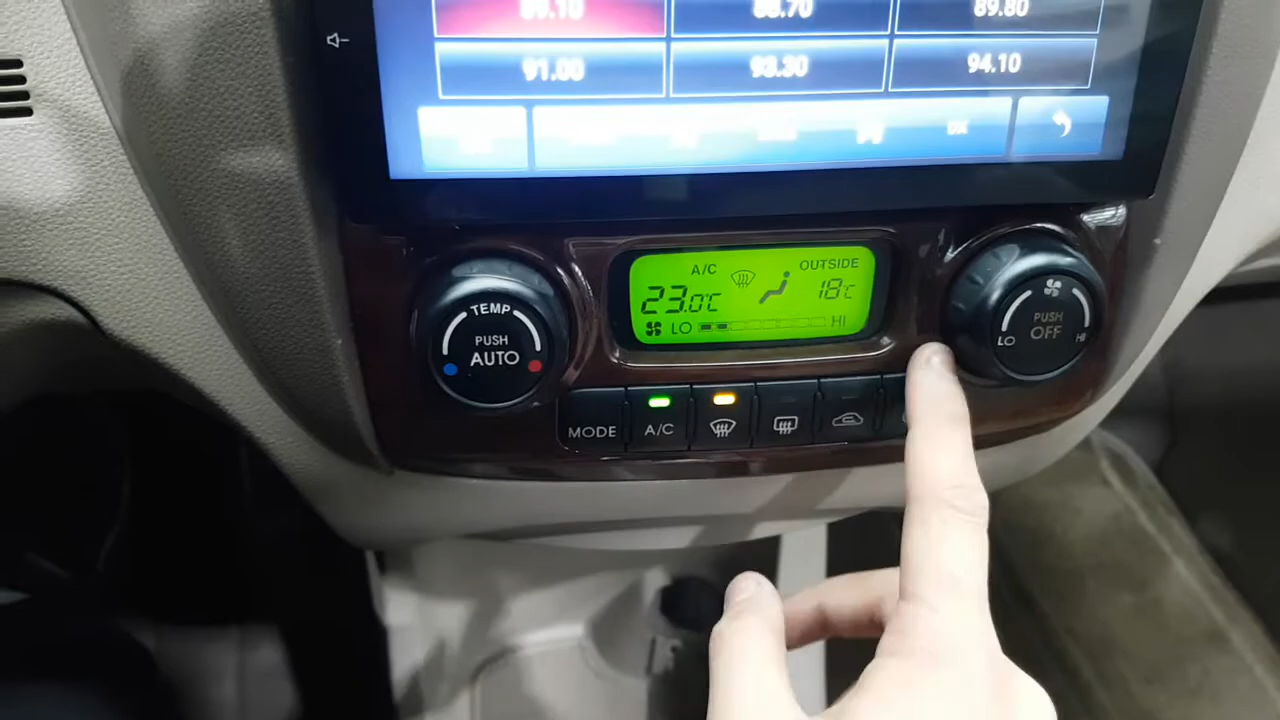 89.10 88.70 89.80
91.00 93.30 94.10
DX
A/C OUTSIDE
23.0°C 18°C
LO HI
TEMP
PUSH
AUTO
PUSH
OFF
LO HI
MODE A/C